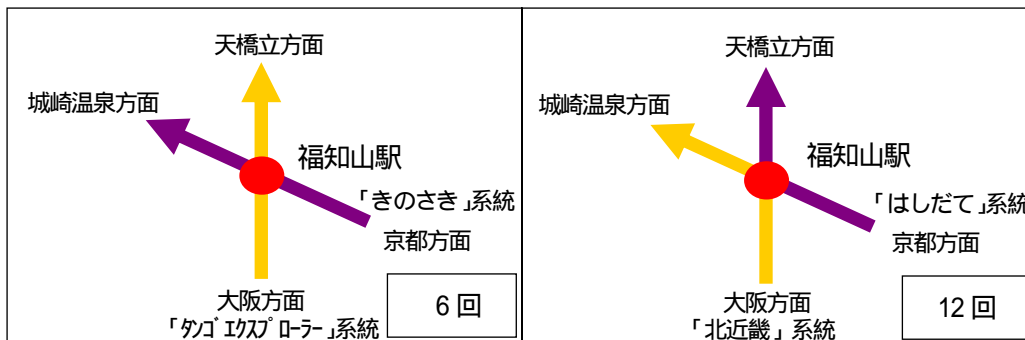 天橋立方面
城崎温泉方面
福知山駅
「きのさき」系統
京都方面
大阪方面
「タンゴエクスプローラー」系統
6回
天橋立方面
城崎温泉方面
福知山駅
「はしだて」系統
京都方面
大阪方面
「北近畿」系統
12回